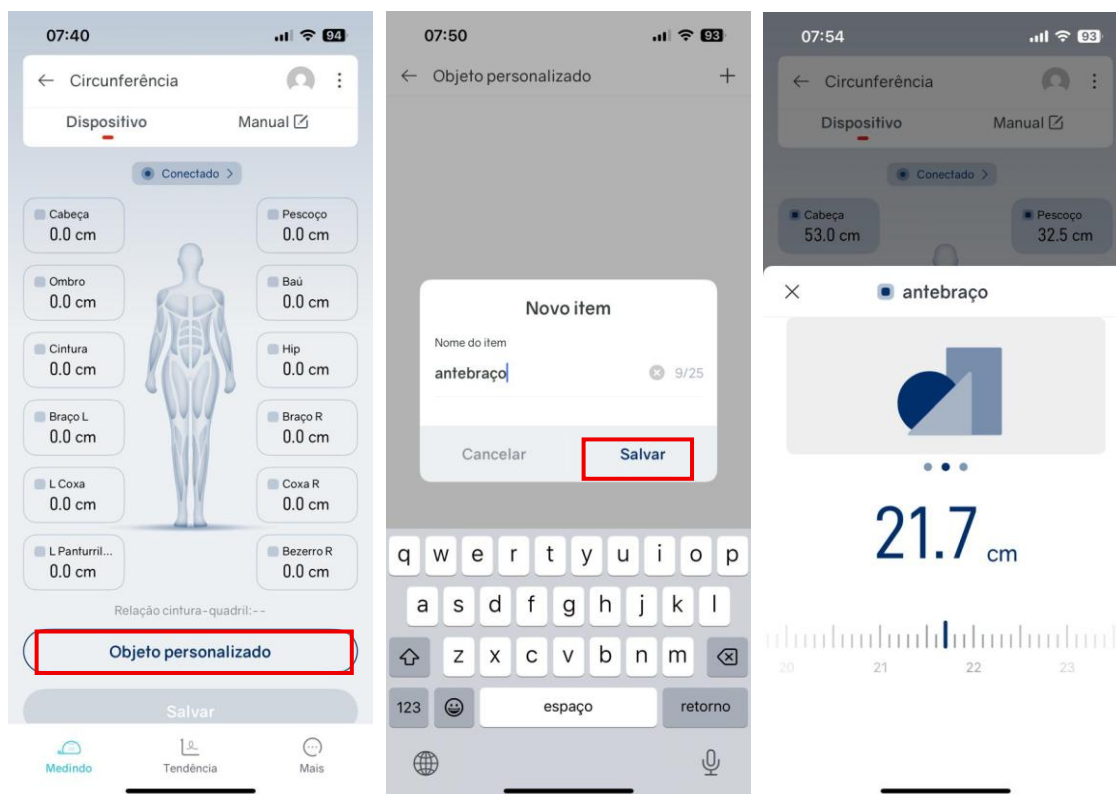 07:40
94
Circunferência
Dispositivo
Manual
Conectado >
Cabeça
0.0 cm
Pescoço
0.0 cm
Ombro
0.0 cm
Baú
0.0 cm
Cintura
0.0 cm
Hip
0.0 cm
Braço L
0.0 cm
Braço R
0.0 cm
L Coxa
0.0 cm
Coxa R
0.0 cm
L Panturril...
0.0 cm
Bezerro R
0.0 cm
Relação cintura-quadril:--
Objeto personalizado
Salvar
Medindo
Tendência
Mais
07:50
93
Objeto personalizado
Novo item
Nome do item
antebraço
9/25
Cancelar
Salvar
q w e r t y u i o p
a s d f g h j k l
z x c v b n m
123
espaço
retorno
07:54
93
Circunferência
Dispositivo
Manual
Conectado >
Cabeça
53.0 cm
Pescoço
32.5 cm
antebraço
21.7 cm
20 21 22 23